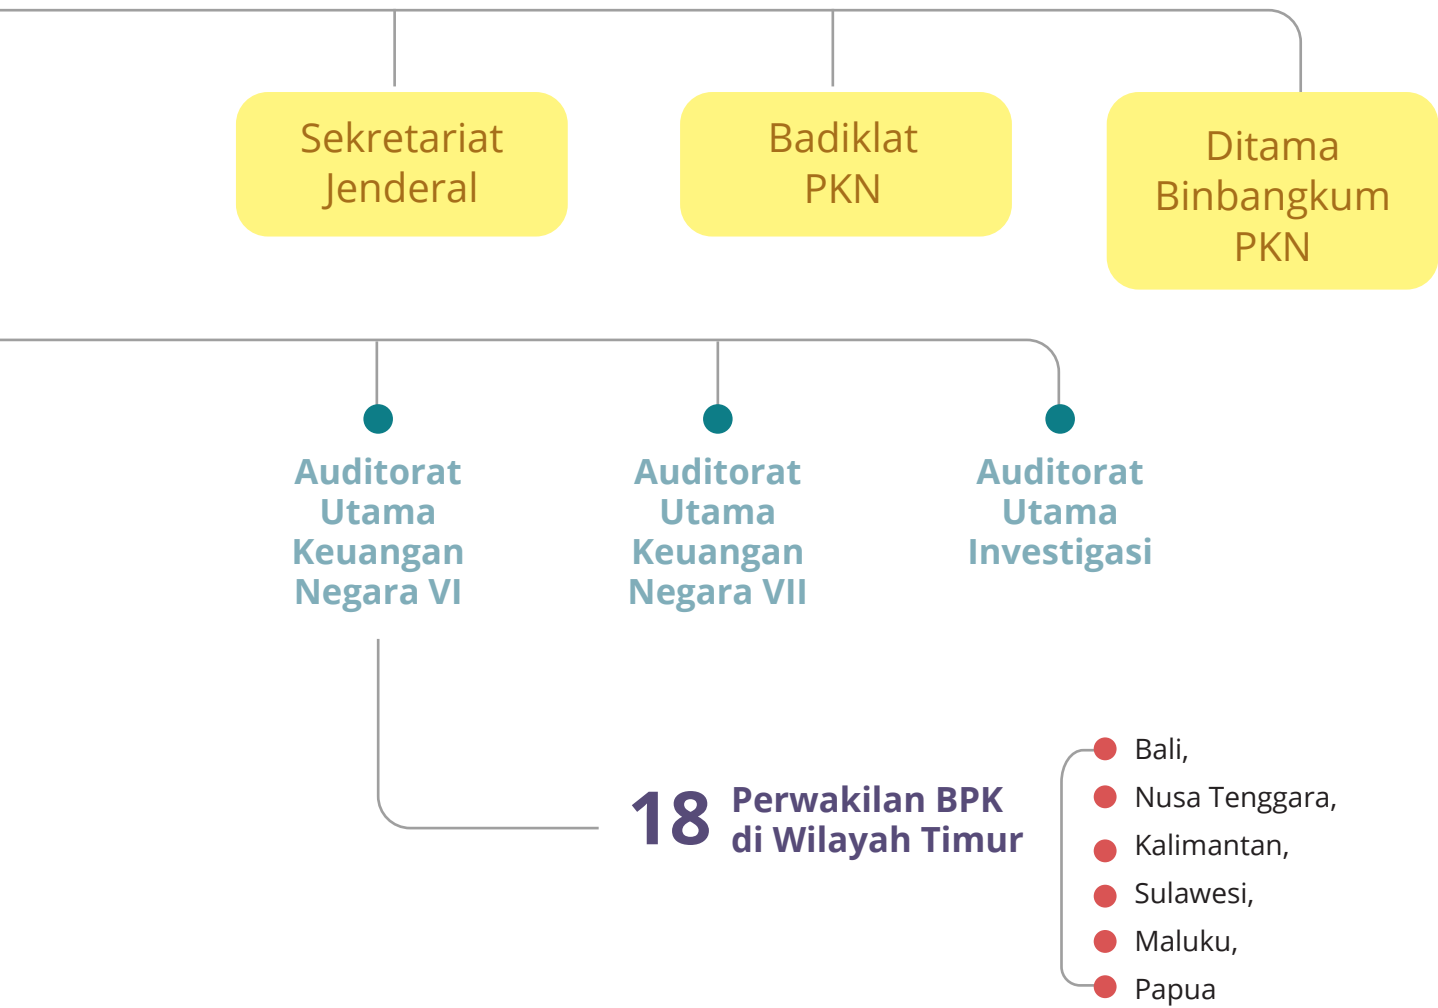 Sekretariat
Jenderal
Badiklat
PKN
Ditama
Binbangkum
PKN
Auditorat
Utama
Keuangan
Negara VI
Auditorat
Utama
Keuangan
Negara VII
Auditorat
Utama
Investigasi
18 Perwakilan BPK
di Wilayah Timur
Bali,
Nusa Tenggara,
Kalimantan,
Sulawesi,
Maluku,
Papua